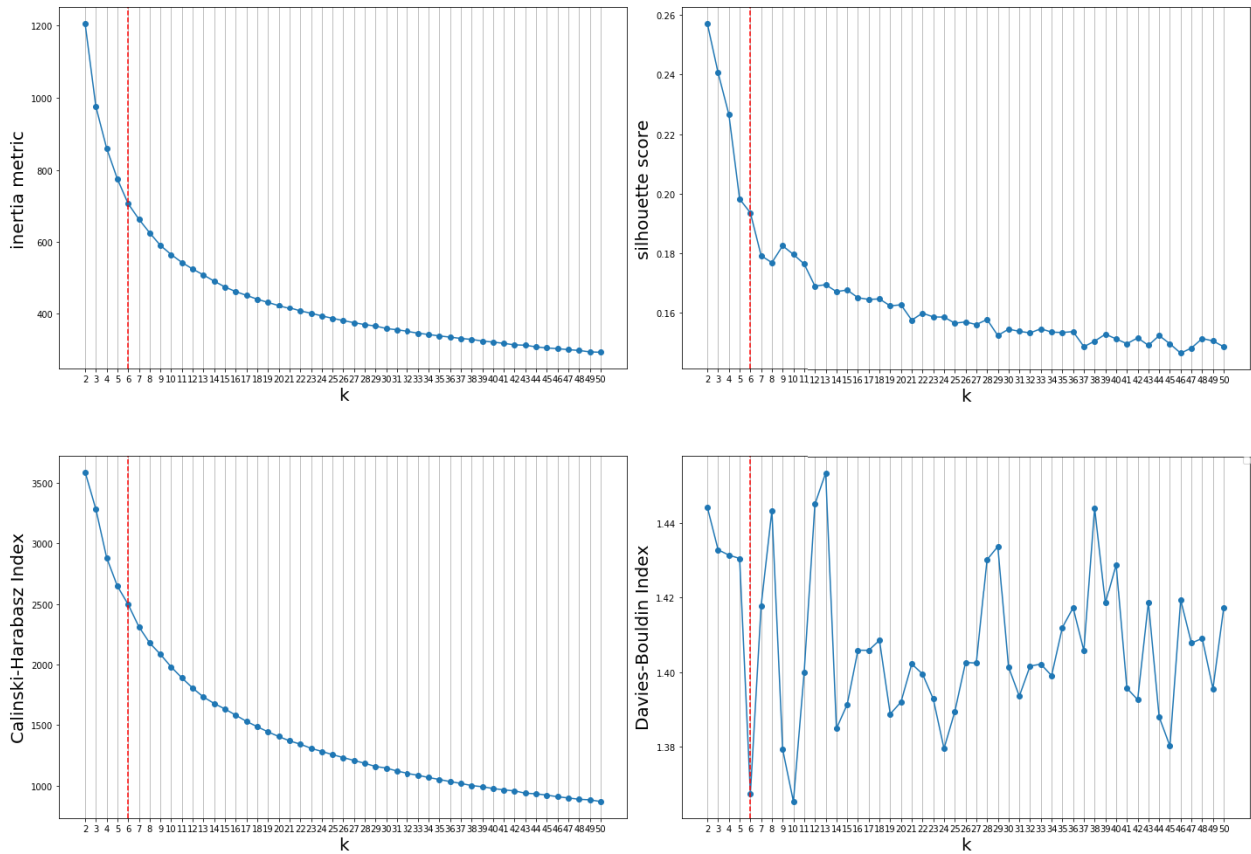 1200
1000
800
600
400
inertia metric
2 3 4 5 6 7 8 9 10 11 12 13 14 15 16 17 18 19 20 21 22 23 24 25 26 27 28 29 30 31 32 33 34 35 36 37 38 39 40 41 42 43 44 45 46 47 48 49 50
k
0.26
0.24
0.22
0.20
0.18
0.16
silhouette score
2 3 4 5 6 7 8 9 10 11 12 13 14 15 16 17 18 19 20 21 22 23 24 25 26 27 28 29 30 31 32 33 34 35 36 37 38 39 40 41 42 43 44 45 46 47 48 49 50
k
3500
3000
2500
2000
1500
1000
Calinski-Harabasz Index
2 3 4 5 6 7 8 9 10 11 12 13 14 15 16 17 18 19 20 21 22 23 24 25 26 27 28 29 30 31 32 33 34 35 36 37 38 39 40 41 42 43 44 45 46 47 48 49 50
k
1.44
1.42
1.40
1.38
Davies-Bouldin Index
2 3 4 5 6 7 8 9 10 11 12 13 14 15 16 17 18 19 20 21 22 23 24 25 26 27 28 29 30 31 32 33 34 35 36 37 38 39 40 41 42 43 44 45 46 47 48 49 50
k